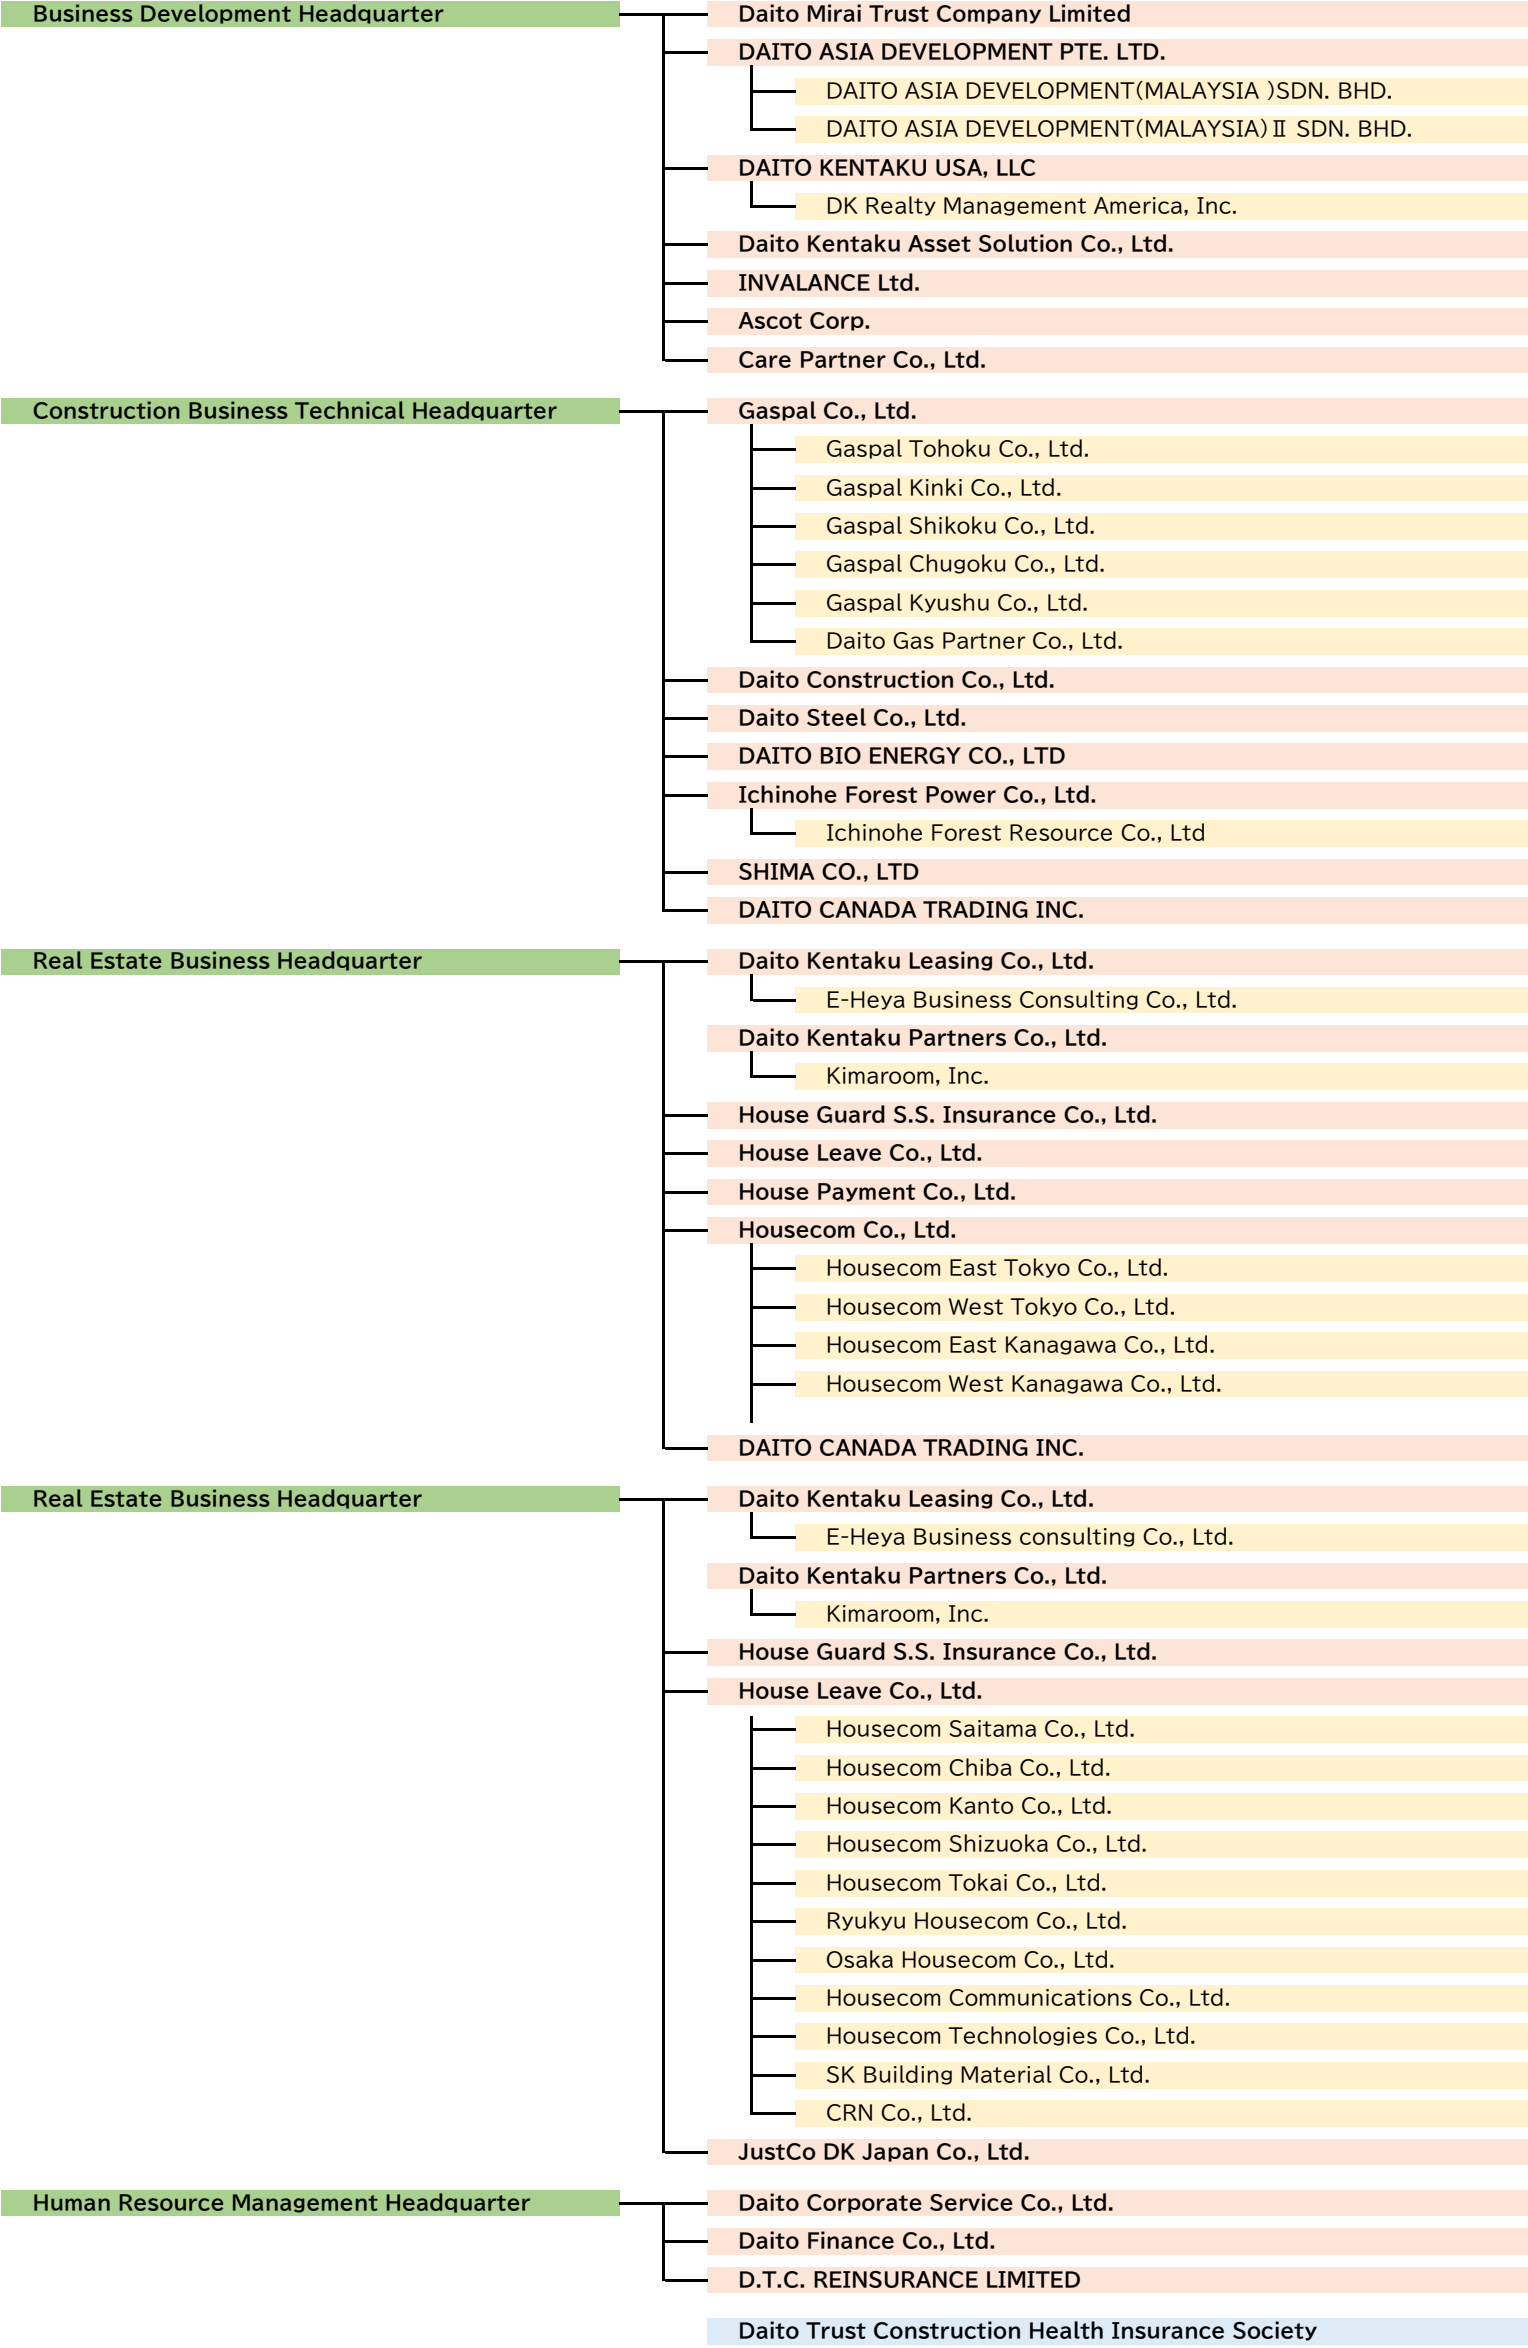 Business Development Headquarter
Daito Mirai Trust Company Limited
DAITO ASIA DEVELOPMENT PTE. LTD.
DAITO ASIA DEVELOPMENT(MALAYSIA )SDN. BHD.
DAITO ASIA DEVELOPMENT(MALAYSIA)Ⅱ SDN. BHD.
DAITO KENTAKU USA, LLC
DK Realty Management America, Inc.
Daito Kentaku Asset Solution Co., Ltd.
INVALANCE Ltd.
Ascot Corp.
Care Partner Co., Ltd.
Construction Business Technical Headquarter
Gaspal Co., Ltd.
Gaspal Tohoku Co., Ltd.
Gaspal Kinki Co., Ltd.
Gaspal Shikoku Co., Ltd.
Gaspal Chugoku Co., Ltd.
Gaspal Kyushu Co., Ltd.
Daito Gas Partner Co., Ltd.
Daito Construction Co., Ltd.
Daito Steel Co., Ltd.
DAITO BIO ENERGY CO., LTD
Ichinohe Forest Power Co., Ltd.
Ichinohe Forest Resource Co., Ltd
SHIMA CO., LTD
DAITO CANADA TRADING INC.
Real Estate Business Headquarter
Daito Kentaku Leasing Co., Ltd.
E-Heya Business Consulting Co., Ltd.
Daito Kentaku Partners Co., Ltd.
Kimaroom, Inc.
House Guard S.S. Insurance Co., Ltd.
House Leave Co., Ltd.
House Payment Co., Ltd.
Housecom Co., Ltd.
Housecom East Tokyo Co., Ltd.
Housecom West Tokyo Co., Ltd.
Housecom East Kanagawa Co., Ltd.
Housecom West Kanagawa Co., Ltd.
DAITO CANADA TRADING INC.
Real Estate Business Headquarter
Daito Kentaku Leasing Co., Ltd.
E-Heya Business consulting Co., Ltd.
Daito Kentaku Partners Co., Ltd.
Kimaroom, Inc.
House Guard S.S. Insurance Co., Ltd.
House Leave Co., Ltd.
Housecom Saitama Co., Ltd.
Housecom Chiba Co., Ltd.
Housecom Kanto Co., Ltd.
Housecom Shizuoka Co., Ltd.
Housecom Tokai Co., Ltd.
Ryukyu Housecom Co., Ltd.
Osaka Housecom Co., Ltd.
Housecom Communications Co., Ltd.
Housecom Technologies Co., Ltd.
SK Building Material Co., Ltd.
CRN Co., Ltd.
JustCo DK Japan Co., Ltd.
Human Resource Management Headquarter
Daito Corporate Service Co., Ltd.
Daito Finance Co., Ltd.
D.T.C. REINSURANCE LIMITED
Daito Trust Construction Health Insurance Society